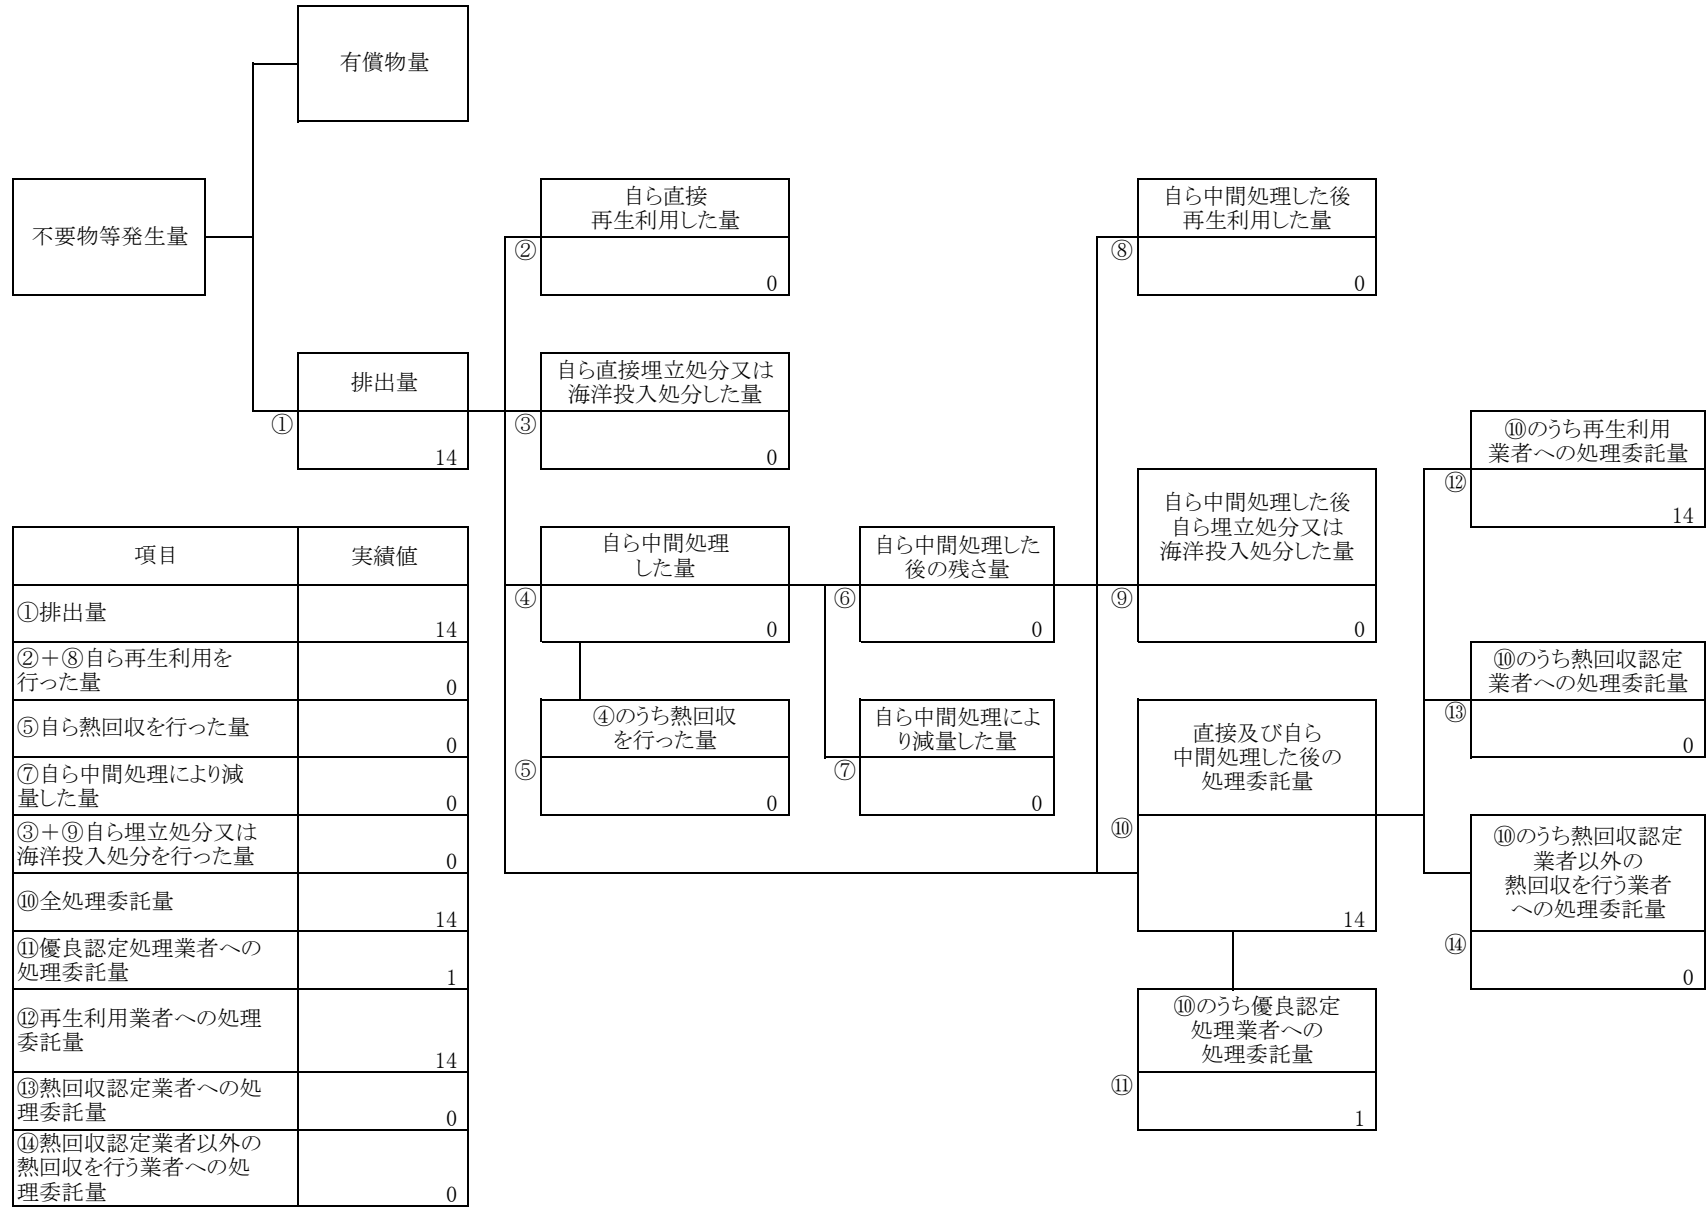 有償物量
不要物等発生量
自ら直接
再生利用した量
②
0
自ら中間処理した後
再生利用した量
⑧
0
排出量
①
14
自ら直接埋立処分又は
海洋投入処分した量
③
0
⑩のうち再生利用
業者への処理委託量
⑫
14
自ら中間処理
した量
④
0
自ら中間処理した
後の残さ量
⑥
0
自ら中間処理した後
自ら埋立処分又は
海洋投入処分した量
⑨
0
⑩のうち熱回収認定
業者への処理委託量
⑬
0
④のうち熱回収
を行った量
⑤
0
自ら中間処理によ
り減量した量
⑦
0
直接及び自ら
中間処理した後の
処理委託量
⑩
14
⑩のうち熱回収認定
業者以外の
熱回収を行う業者
への処理委託量
⑭
0
⑩のうち優良認定
処理業者への
処理委託量
⑪
1
項目 実績値
①排出量
14
②+⑧自ら再生利用を
行った量
0
⑤自ら熱回収を行った量
0
⑦自ら中間処理により減
量した量
0
③+⑨自ら埋立処分又は
海洋投入処分を行った量
0
⑩全処理委託量
14
⑪優良認定処理業者への
処理委託量
1
⑫再生利用業者への処理
委託量
14
⑬熱回収認定業者への処
理委託量
0
⑭熱回収認定業者以外の
熱回収を行う業者への処
理委託量
0